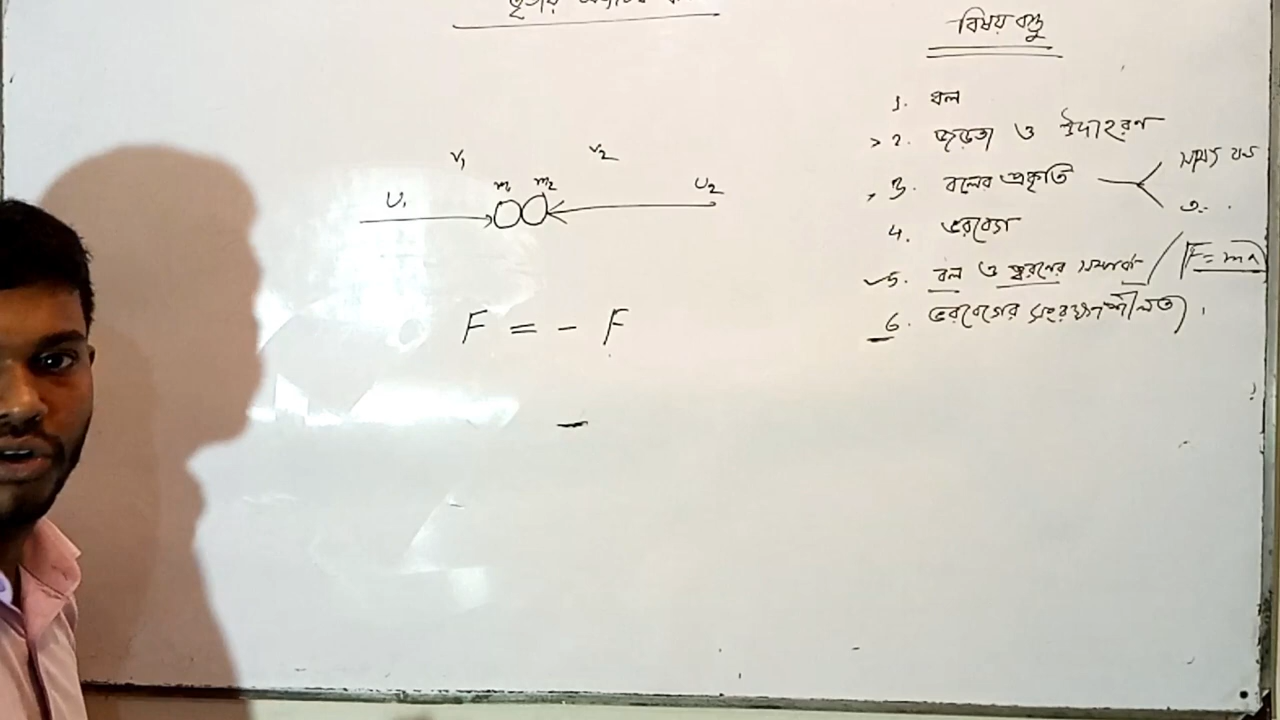 তৃতীয় অধ্যায়
বিষয় বস্তু
1. বল
2. জড়তা ও উদাহরণ
3. বলের প্রকৃতি
4. ভরবেগ
5. বল ও ত্বরণের সম্পর্ক / F = ma
6. ভরবেগের সংরক্ষণশীলতা
v₁ v₂
u₁ m₁ m₂ u₂
F = - F